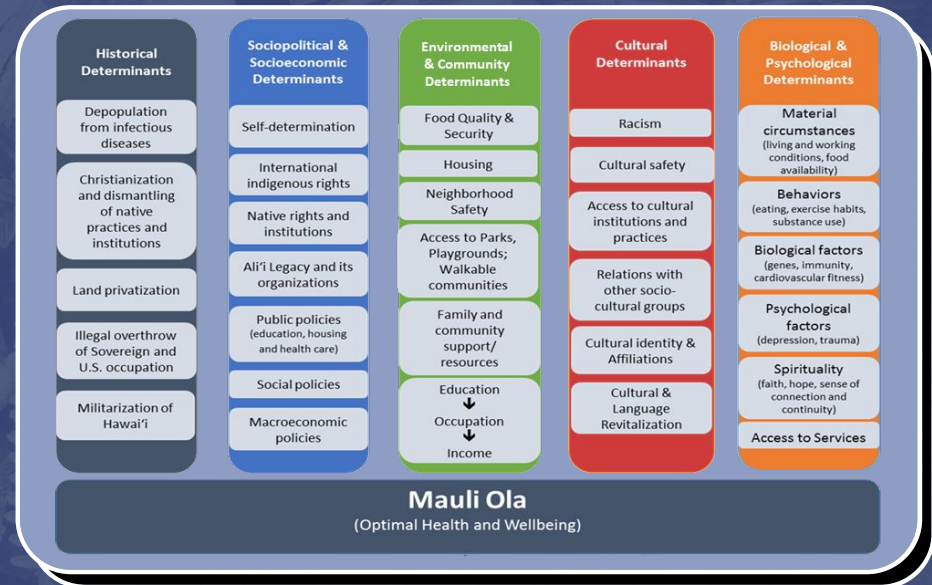 Historical
Determinants
Depopulation
from infectious
diseases
Christianization
and dismantling
of native
practices and
institutions
Land privatization
Illegal overthrow
of Sovereign and
U.S. occupation
Militarization of
Hawai‘i
Sociopolitical &
Socioeconomic
Determinants
Self-determination
International
indigenous rights
Native rights and
institutions
Ali‘i Legacy and its
organizations
Public policies
(education, housing
and health care)
Social policies
Macroeconomic
policies
Environmental
& Community
Determinants
Food Quality &
Security
Housing
Neighborhood
Safety
Access to Parks,
Playgrounds;
Walkable
communities
Family and
community
support/
resources
Education
↓
Occupation
↓
Income
Cultural
Determinants
Racism
Cultural safety
Access to cultural
institutions and
practices
Relations with
other socio-
cultural groups
Cultural identity &
Affiliations
Cultural &
Language
Revitalization
Biological &
Psychological
Determinants
Material
circumstances
(living and working
conditions, food
availability)
Behaviors
(eating, exercise habits,
substance use)
Biological factors
(genes, immunity,
cardiovascular fitness)
Psychological
factors
(depression, trauma)
Spirituality
(faith, hope, sense of
connection and
continuity)
Access to Services
Mauli Ola
(Optimal Health and Wellbeing)